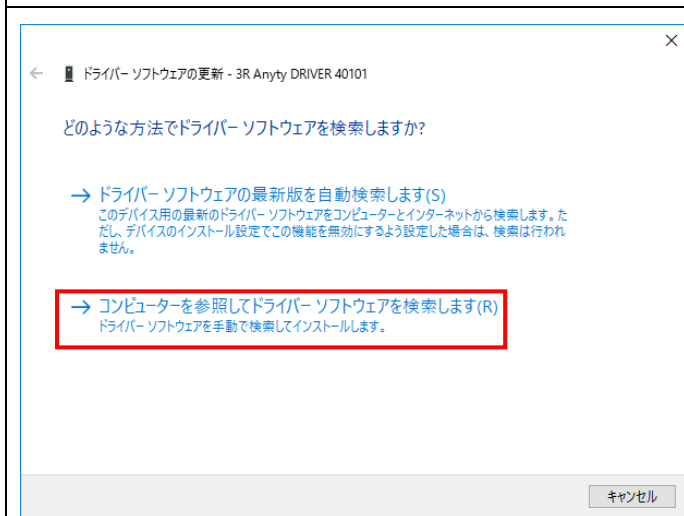 ドライバー ソフトウェアの更新 - 3R Anyty DRIVER 40101
どのような方法でドライバー ソフトウェアを検索しますか?
→ ドライバー ソフトウェアの最新版を自動検索します(S)
このデバイス用の最新のドライバー ソフトウェアをコンピューターとインターネットから検索します。た
だし、デバイスのインストール設定でこの機能を無効にするよう設定した場合は、検索は行われ
ません。
→ コンピューターを参照してドライバー ソフトウェアを検索します(R)
ドライバー ソフトウェアを手動で検索してインストールします。
キャンセル